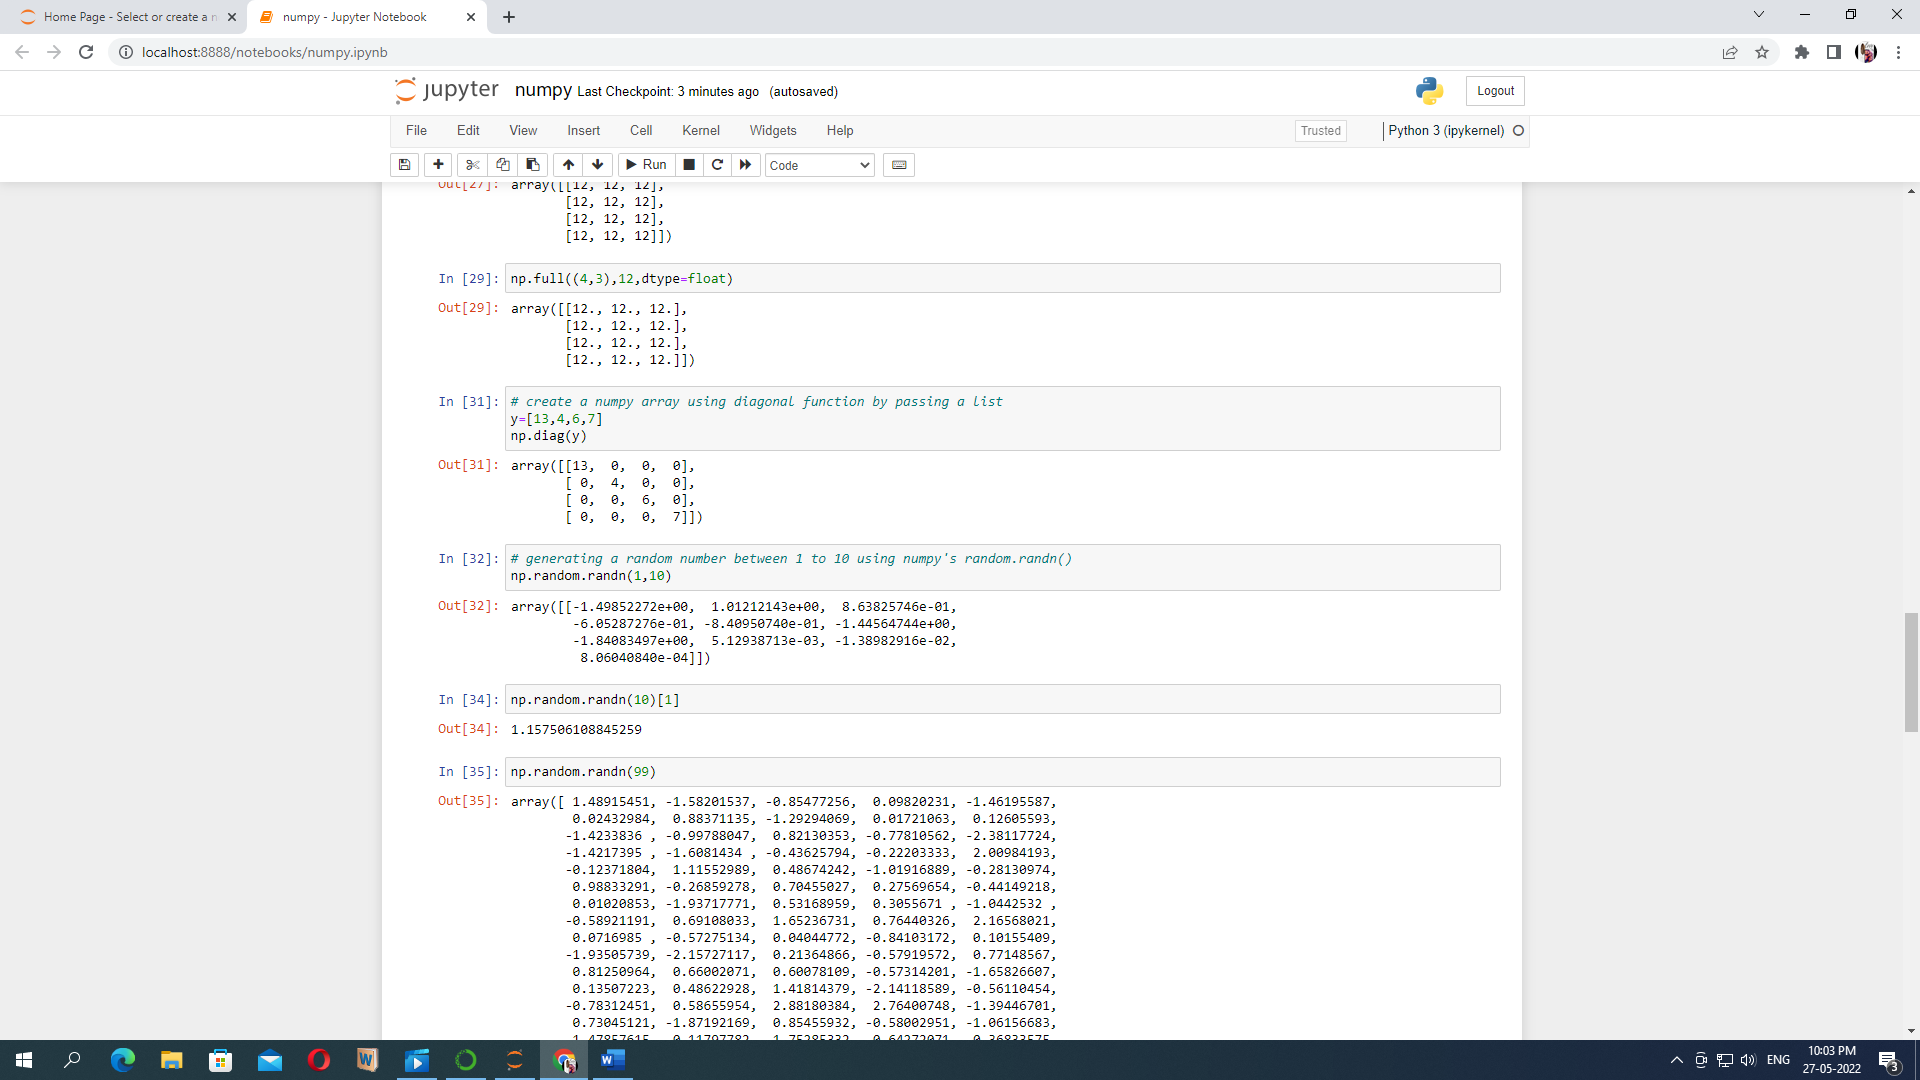 Home Page - Select or create a n
numpy - Jupyter Notebook
localhost:8888/notebooks/numpy.ipynb
jupyter numpy Last Checkpoint: 3 minutes ago (autosaved)
Logout
File Edit View Insert Cell Kernel Widgets Help
Trusted
Python 3 (ipykernel)
Run
Code
Out[27]: array([[12, 12, 12],
[12, 12, 12],
[12, 12, 12],
[12, 12, 12]])
In [29]: np.full((4,3),12,dtype=float)
Out[29]: array([[12., 12., 12.],
[12., 12., 12.],
[12., 12., 12.],
[12., 12., 12.]])
In [31]: # create a numpy array using diagonal function by passing a list
y=[13,4,6,7]
np.diag(y)
Out[31]: array([[13, 0, 0, 0],
[ 0, 4, 0, 0],
[ 0, 0, 6, 0],
[ 0, 0, 0, 7]])
In [32]: # generating a random number between 1 to 10 using numpy's random.randn()
np.random.randn(1,10)
Out[32]: array([[-1.49852272e+00, 1.01212143e+00, 8.63825746e-01,
-6.05287276e-01, -8.40950740e-01, -1.44564744e+00,
-1.84083497e+00, 5.12938713e-03, -1.38982916e-02,
8.06040840e-04]])
In [34]: np.random.randn(10)[1]
Out[34]: 1.157506108845259
In [35]: np.random.randn(99)
Out[35]: array([ 1.48915451, -1.58201537, -0.85477256, 0.09820231, -1.46195587,
0.02432984, 0.88371135, -1.29294069, 0.01721063, 0.12605593,
-1.4233836 , -0.99788047, 0.82130353, -0.77810562, -2.38117724,
-1.4217395 , -1.6081434 , -0.43625794, -0.22203333, 2.00984193,
-0.12371804, 1.11552989, 0.48674242, -1.01916889, -0.28130974,
0.98833291, -0.26859278, 0.70455027, 0.27569654, -0.44149218,
0.01020853, -1.93717771, 0.53168959, 0.3055671 , -1.0442532 ,
-0.58921191, 0.69108033, 1.65236731, 0.76440326, 2.16568021,
0.0716985 , -0.57275134, 0.04044772, -0.84103172, 0.10155409,
-1.93505739, -2.15727117, 0.21364866, -0.57919572, 0.77148567,
0.81250964, 0.66002071, 0.60078109, -0.57314201, -1.65826607,
0.13507223, 0.48622928, 1.41814379, -2.14118589, -0.56110454,
-0.78312451, 0.58655954, 2.88180384, 2.76400748, -1.39446701,
0.73045121, -1.87192169, 0.85455932, -0.58002951, -1.06156683,
ENG
10:03 PM
27-05-2022
3